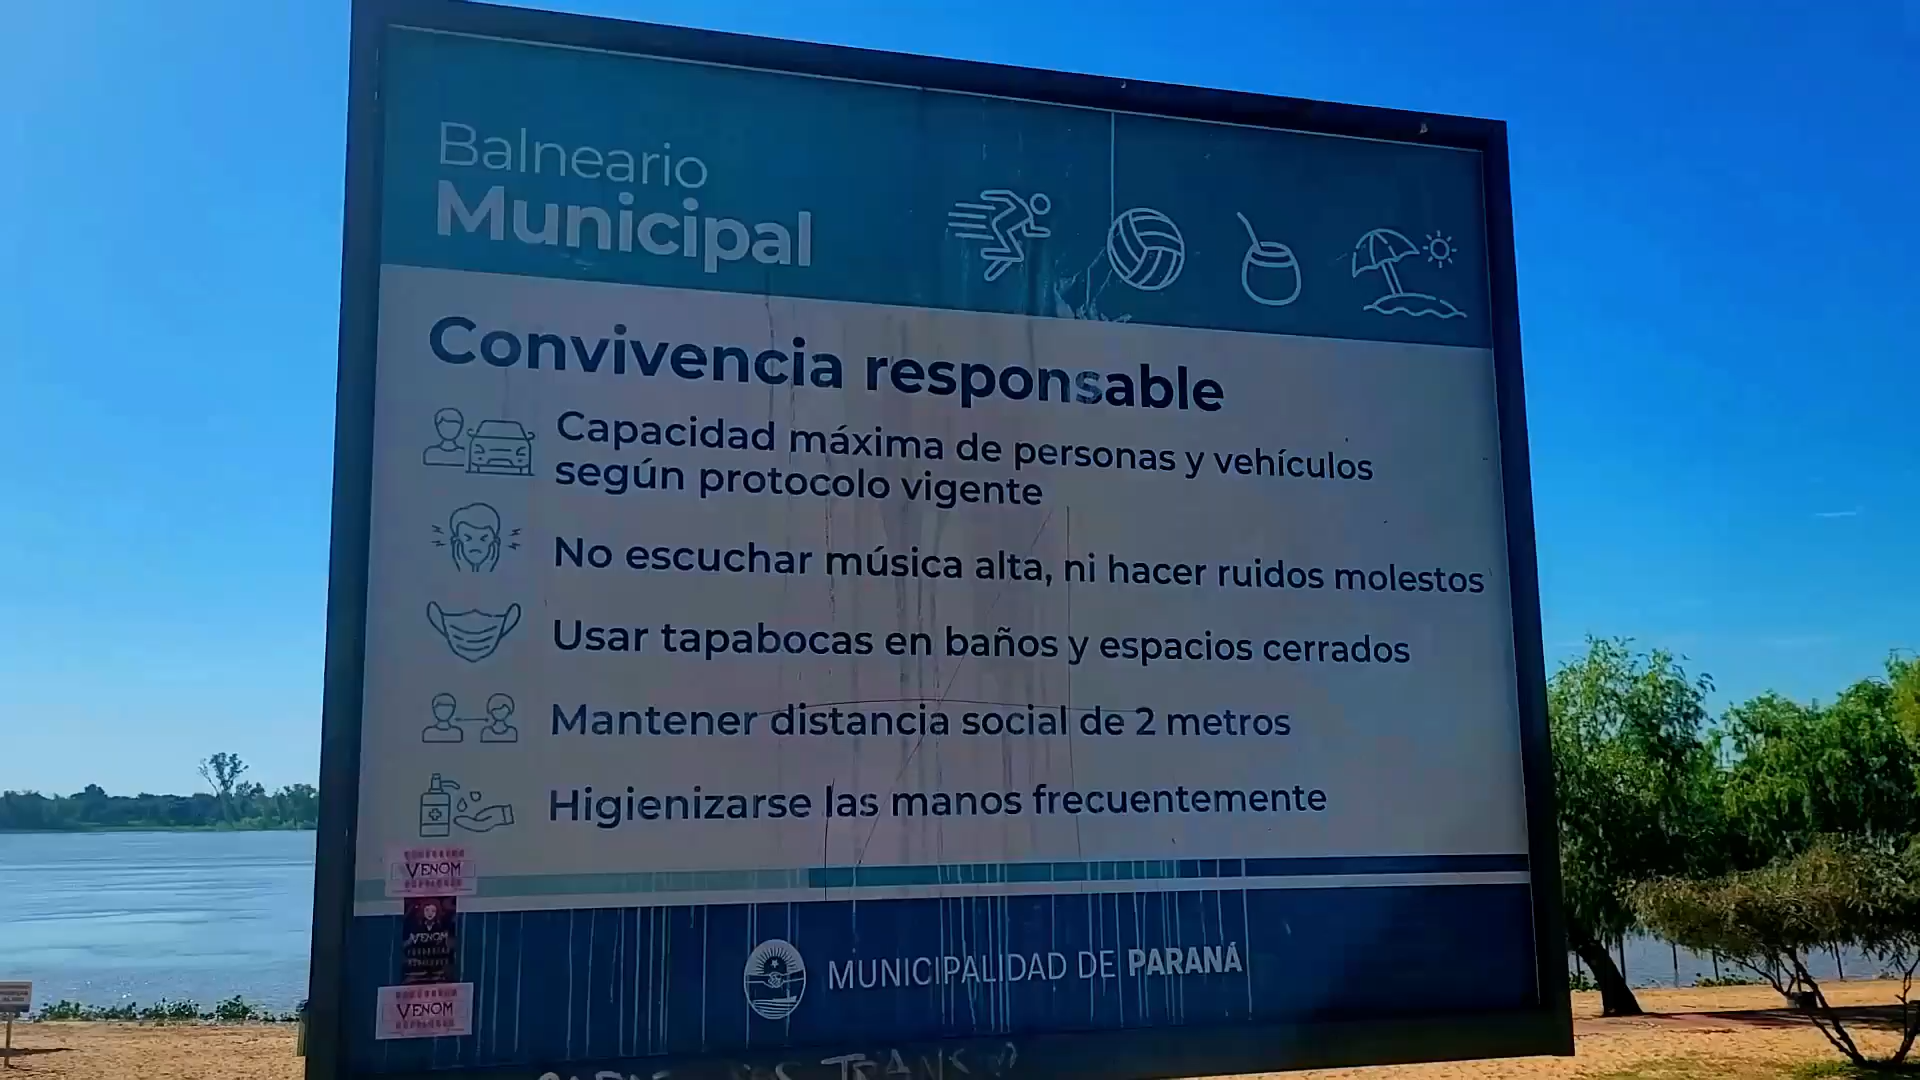 Balneario
Municipal
Convivencia responsable
Capacidad máxima de personas y vehículos
según protocolo vigente
No escuchar música alta, ni hacer ruidos molestos
Usar tapabocas en baños y espacios cerrados
Mantener distancia social de 2 metros
Higienizarse las manos frecuentemente
VENOM
VENOM
VENOM
MUNICIPALIDAD DE PARANÁ